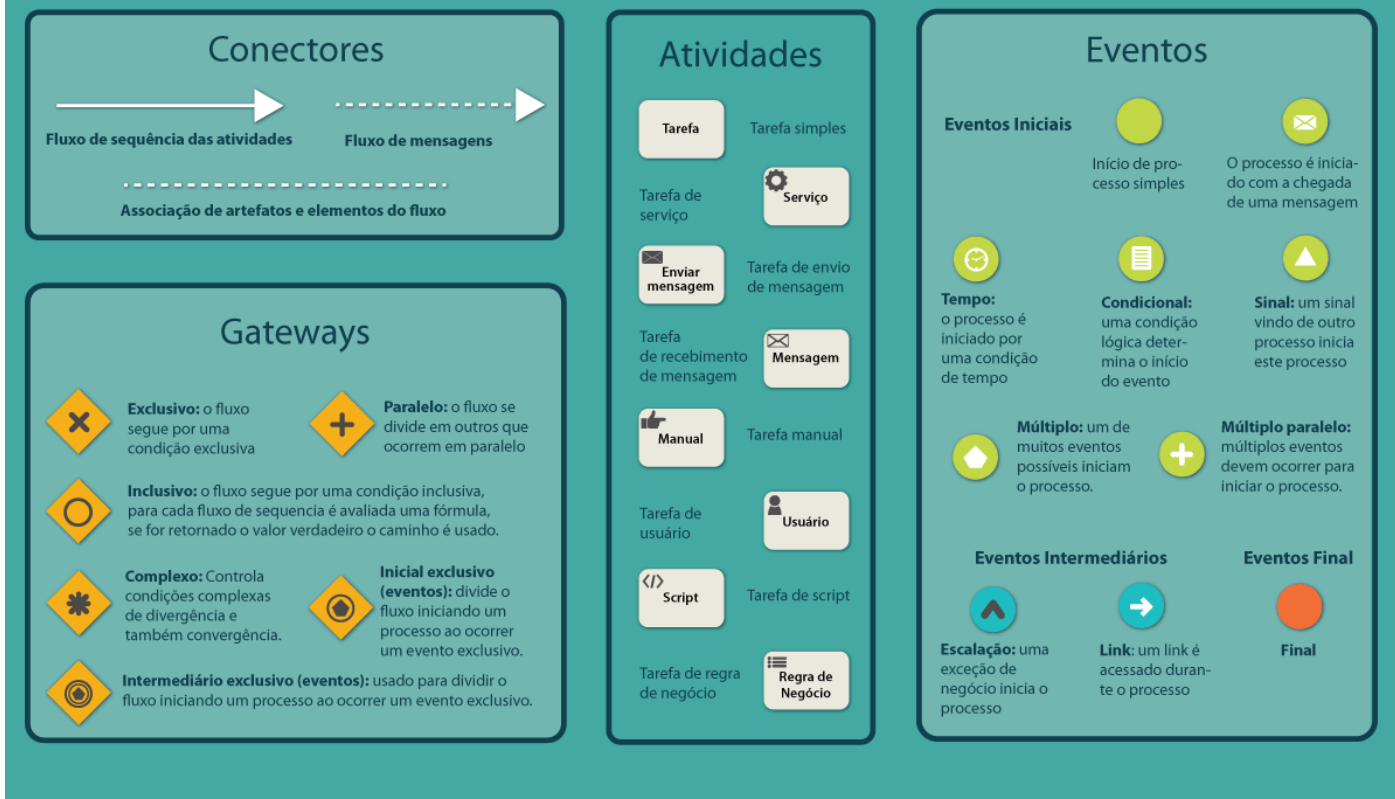 Conectores
Fluxo de sequência das atividades
Fluxo de mensagens
Associação de artefatos e elementos do fluxo
Gateways
Exclusivo: o fluxo
segue por uma
condição exclusiva
Paralelo: o fluxo se
divide em outros que
ocorrem em paralelo
Inclusivo: o fluxo segue por uma condição inclusiva,
para cada fluxo de sequencia é avaliada uma fórmula,
se for retornado o valor verdadeiro o caminho é usado.
Complexo: Controla
condições complexas
de divergência e
também convergência.
Inicial exclusivo
(eventos): divide o
fluxo iniciando um
processo ao ocorrer
um evento exclusivo.
Intermediário exclusivo (eventos): usado para dividir o
fluxo iniciando um processo ao ocorrer um evento exclusivo.
Atividades
Tarefa
Tarefa simples
Tarefa de
serviço
Serviço
Enviar
mensagem
Tarefa de envio
de mensagem
Tarefa
de recebimento
de mensagem
Mensagem
Manual
Tarefa manual
Tarefa de
usuário
Usuário
Script
Tarefa de script
Tarefa de regra
de negócio
Regra de
Negócio
Eventos
Eventos Iniciais
Início de pro-
cesso simples
O processo é inicia-
do com a chegada
de uma mensagem
Tempo:
o processo é
iniciado por
uma condição
de tempo
Condicional:
uma condição
lógica deter-
mina o início
do evento
Sinal: um sinal
vindo de outro
processo inicia
este processo
Múltiplo: um de
muitos eventos
possíveis iniciam
o processo.
Múltiplo paralelo:
múltiplos eventos
devem ocorrer para
iniciar o processo.
Eventos Intermediários
Eventos Final
Escalação: uma
exceção de
negócio inicia o
processo
Link: um link é
acessado duran-
te o processo
Final